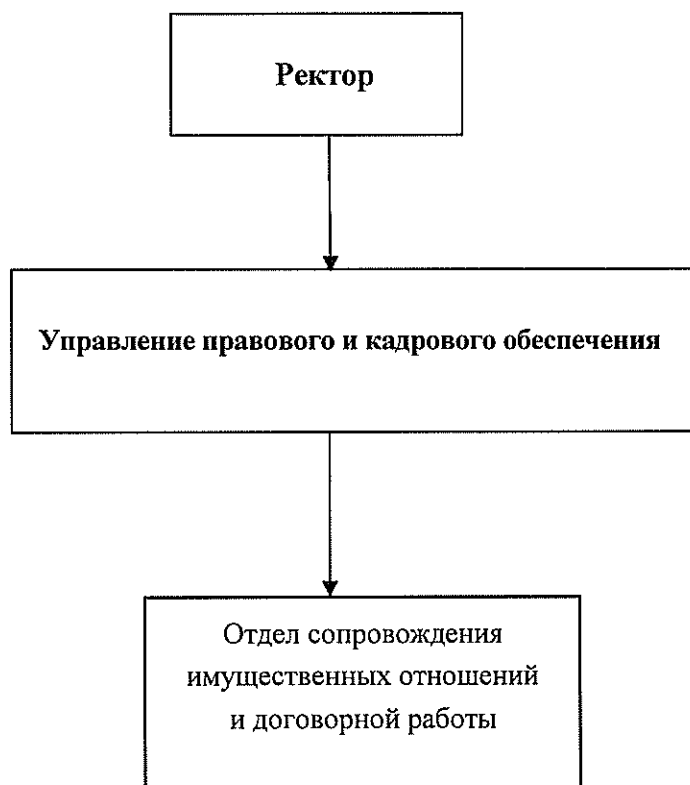 Ректор
Управление правового и кадрового обеспечения
Отдел сопровождения
имущественных отношений
и договорной работы